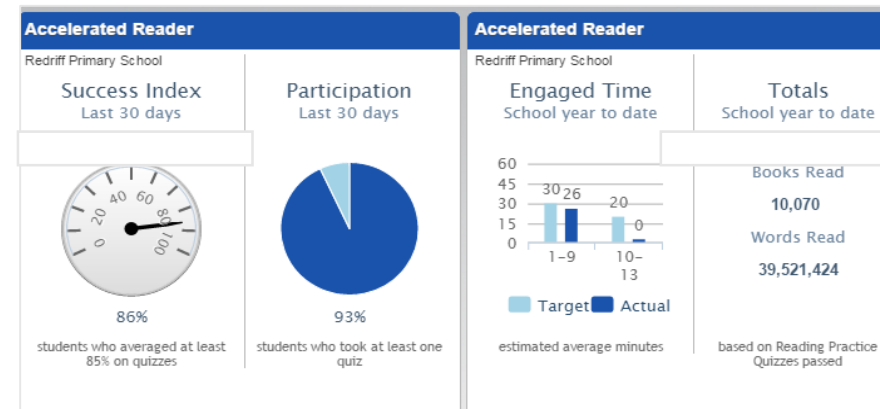 Accelerated Reader
Redriff Primary School
Success Index
Last 30 days
0
20
40
60
80
100
86%
students who averaged at least
85% on quizzes
Participation
Last 30 days
93%
students who took at least one
quiz
Accelerated Reader
Redriff Primary School
Engaged Time
School year to date
60
45
30
15
0
30
26
20
0
1-9
10-
13
Target
Actual
estimated average minutes
Totals
School year to date
Books Read
10,070
Words Read
39,521,424
based on Reading Practice
Quizzes passed